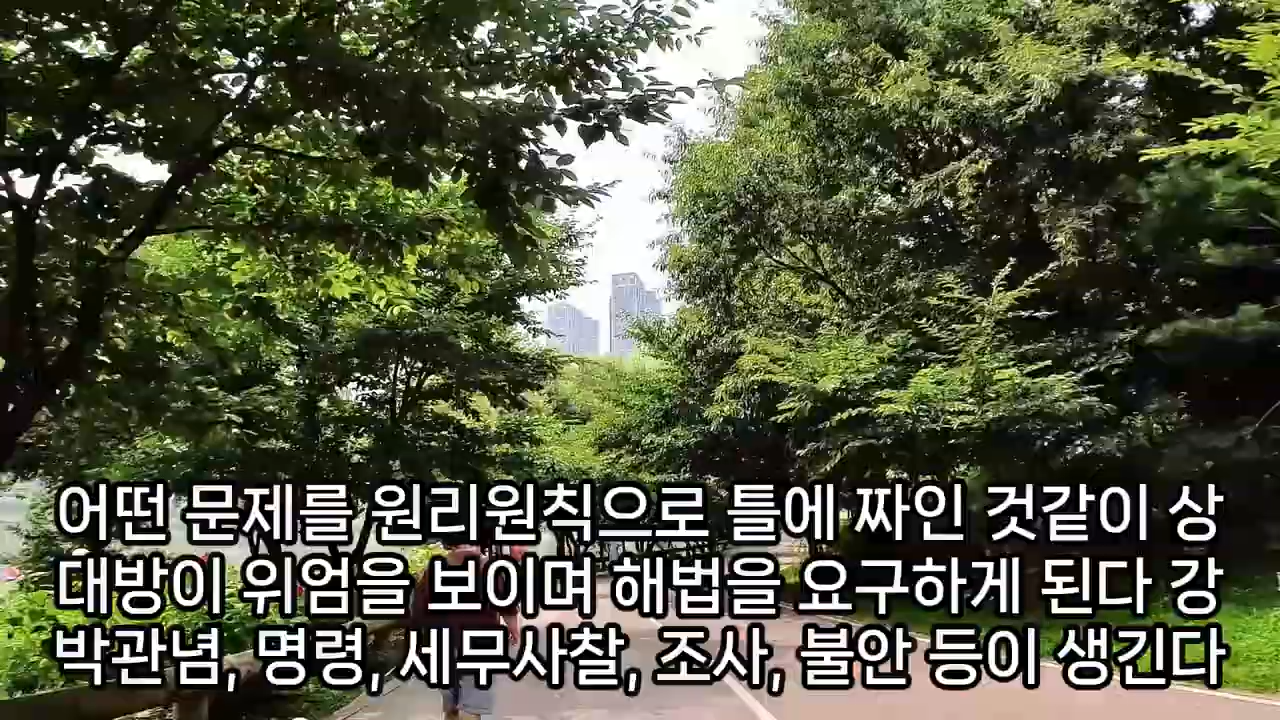 어떤 문제를 원리원칙으로 틀에 짜인 것같이 상
대방이 위엄을 보이며 해법을 요구하게 된다 강
박관념, 명령, 세무사찰, 조사, 불안 등이 생긴다